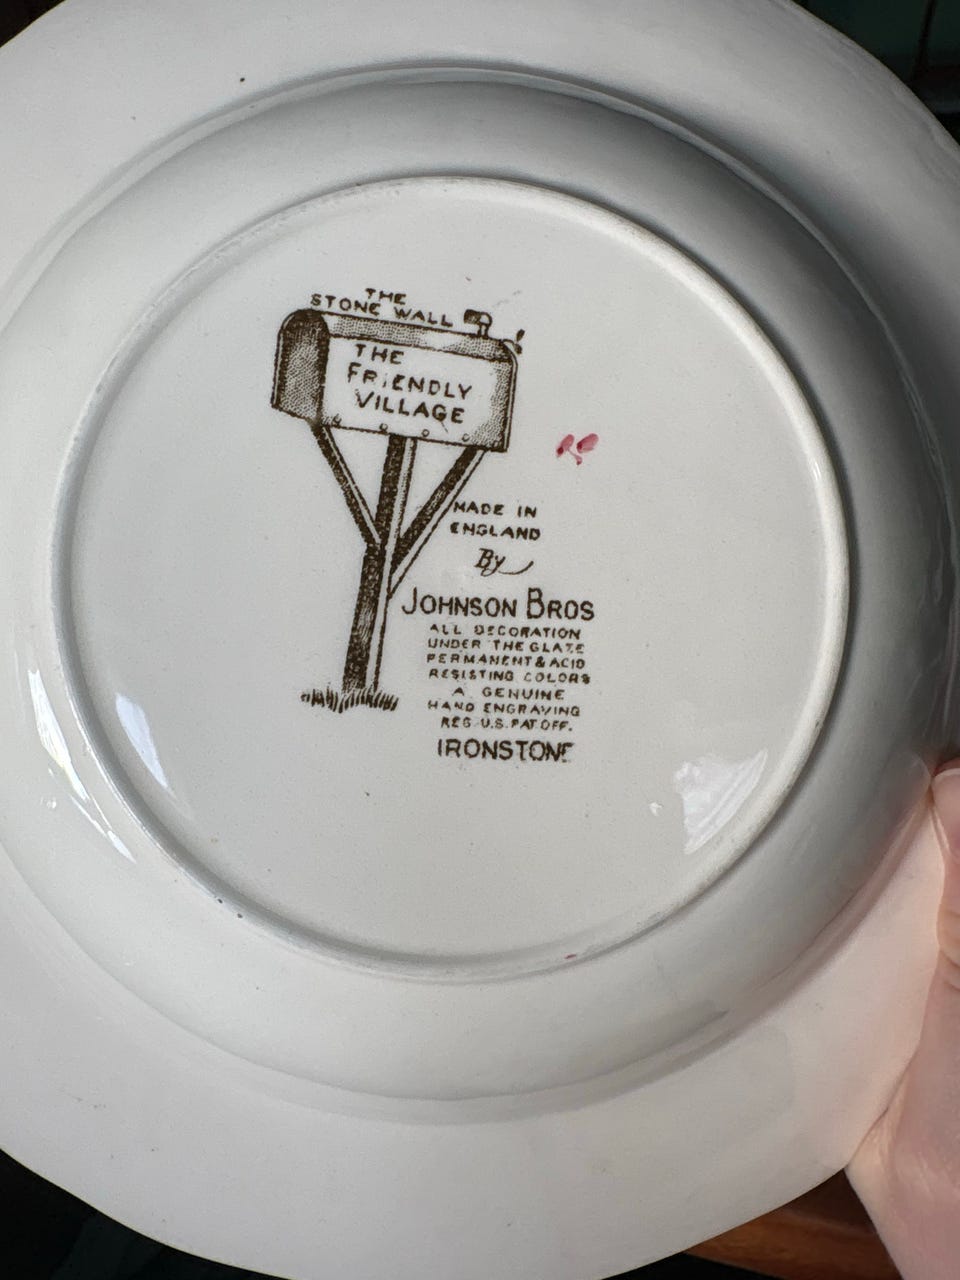 THE
STONE WALL
THE
FRIENDLY
VILLAGE
MADE IN
ENGLAND
By
JOHNSON BROS
ALL DECORATION
UNDER THE GLAZE
PERMANENT & ACID
RESISTING COLORS
A GENUINE
HAND ENGRAVING
REG. U.S. PAT OFF.
IRONSTONE